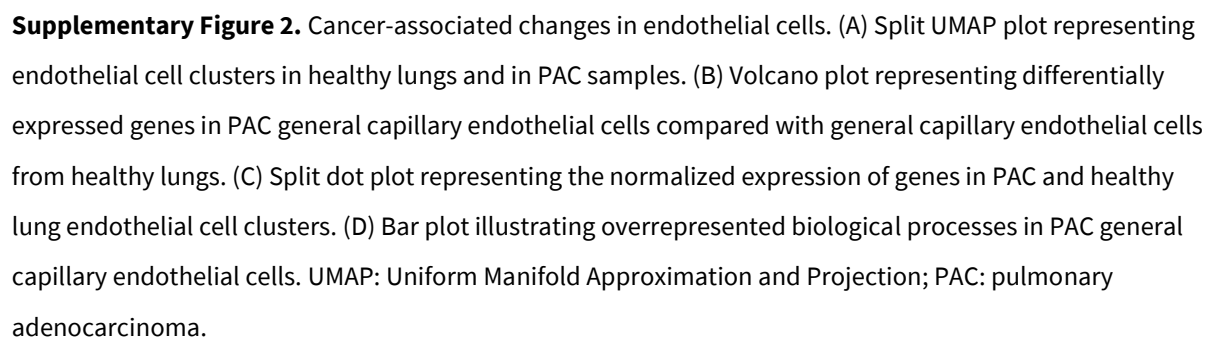 Supplementary Figure 2. Cancer-associated changes in endothelial cells. (A) Split UMAP plot representing
endothelial cell clusters in healthy lungs and in PAC samples. (B) Volcano plot representing differentially
expressed genes in PAC general capillary endothelial cells compared with general capillary endothelial cells
from healthy lungs. (C) Split dot plot representing the normalized expression of genes in PAC and healthy
lung endothelial cell clusters. (D) Bar plot illustrating overrepresented biological processes in PAC general
capillary endothelial cells. UMAP: Uniform Manifold Approximation and Projection; PAC: pulmonary
adenocarcinoma.